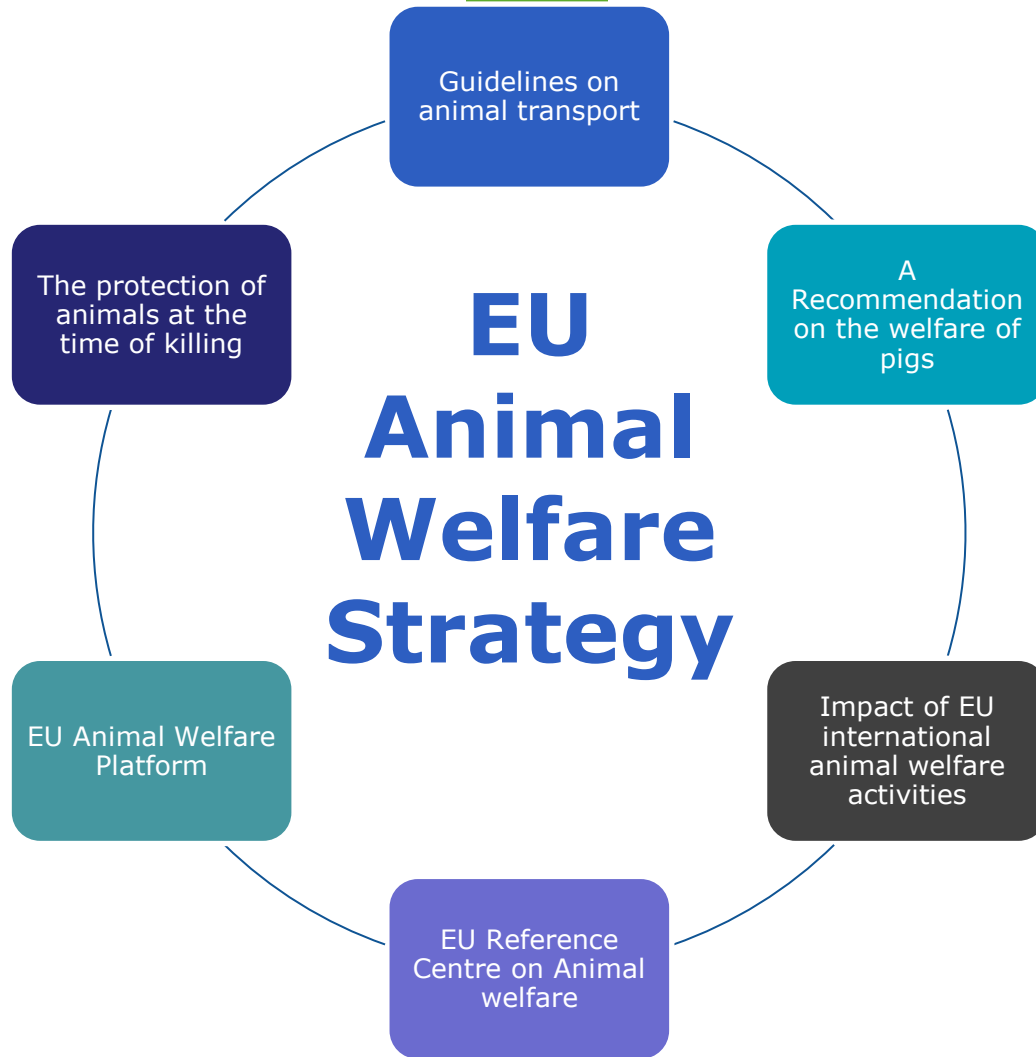 Guidelines on
animal transport
A
Recommendation
on the welfare of
pigs
Impact of EU
international
animal welfare
activities
EU Reference
Centre on Animal
welfare
EU Animal Welfare
Platform
The protection of
animals at the
time of killing
EU
Animal
Welfare
Strategy